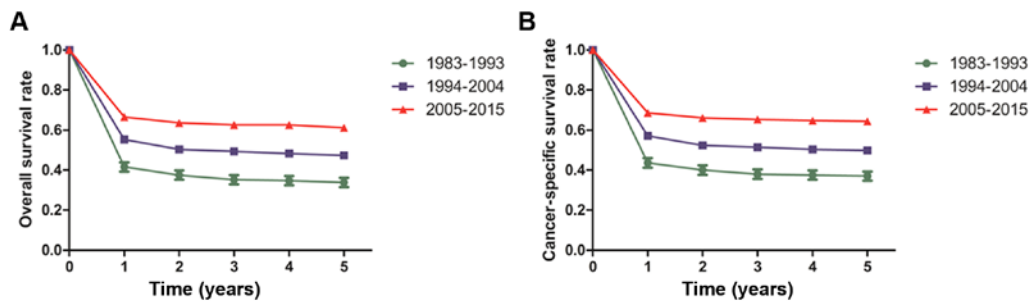 A
Overall survival rate
1.0
0.8
0.6
0.4
0.2
0.0
0 1 2 3 4 5
Time (years)
1983-1993
1994-2004
2005-2015
B
Cancer-specific survival rate
1.0
0.8
0.6
0.4
0.2
0.0
0 1 2 3 4 5
Time (years)
1983-1993
1994-2004
2005-2015